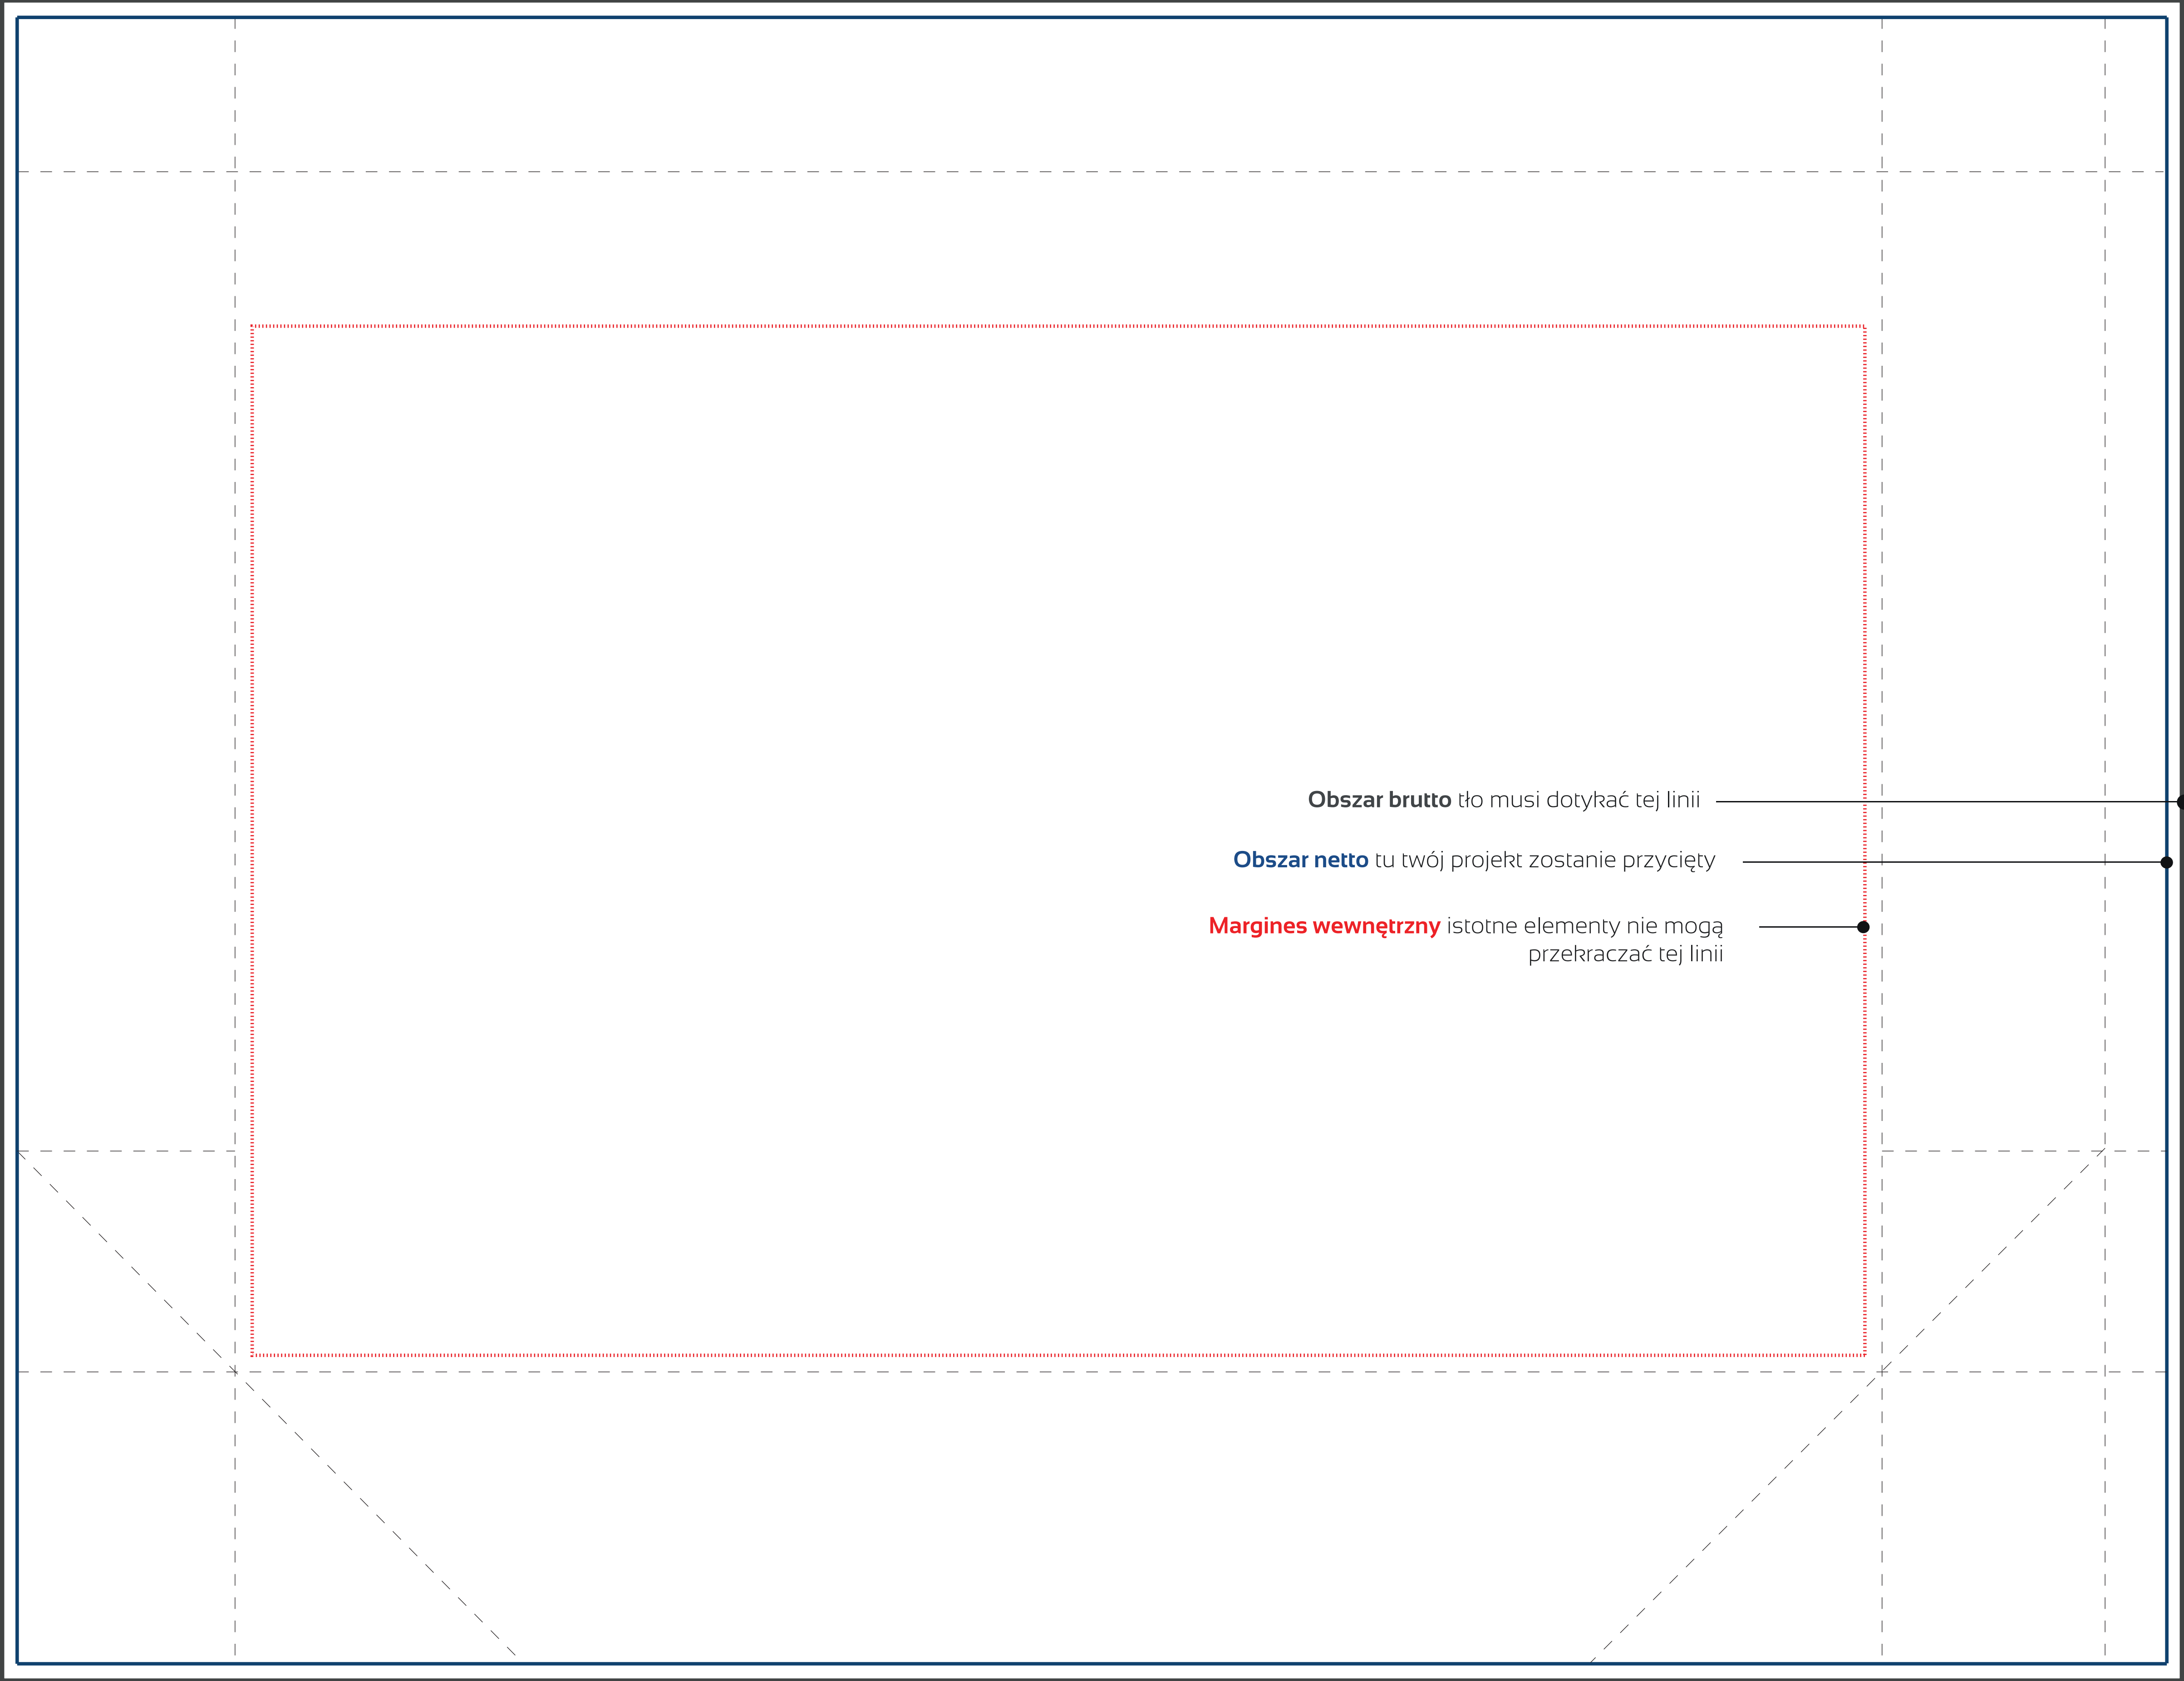 Obszar brutto tło musi dotykać tej linii
Obszar netto tu twój projekt zostanie przycięty
Margines wewnętrzny istotne elementy nie mogą
przekraczać tej linii